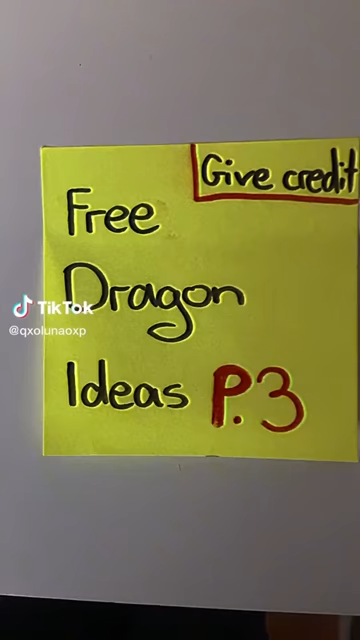 Give credit
Free
Dragon
TikTok
@qxolunaoxp
Ideas P.3